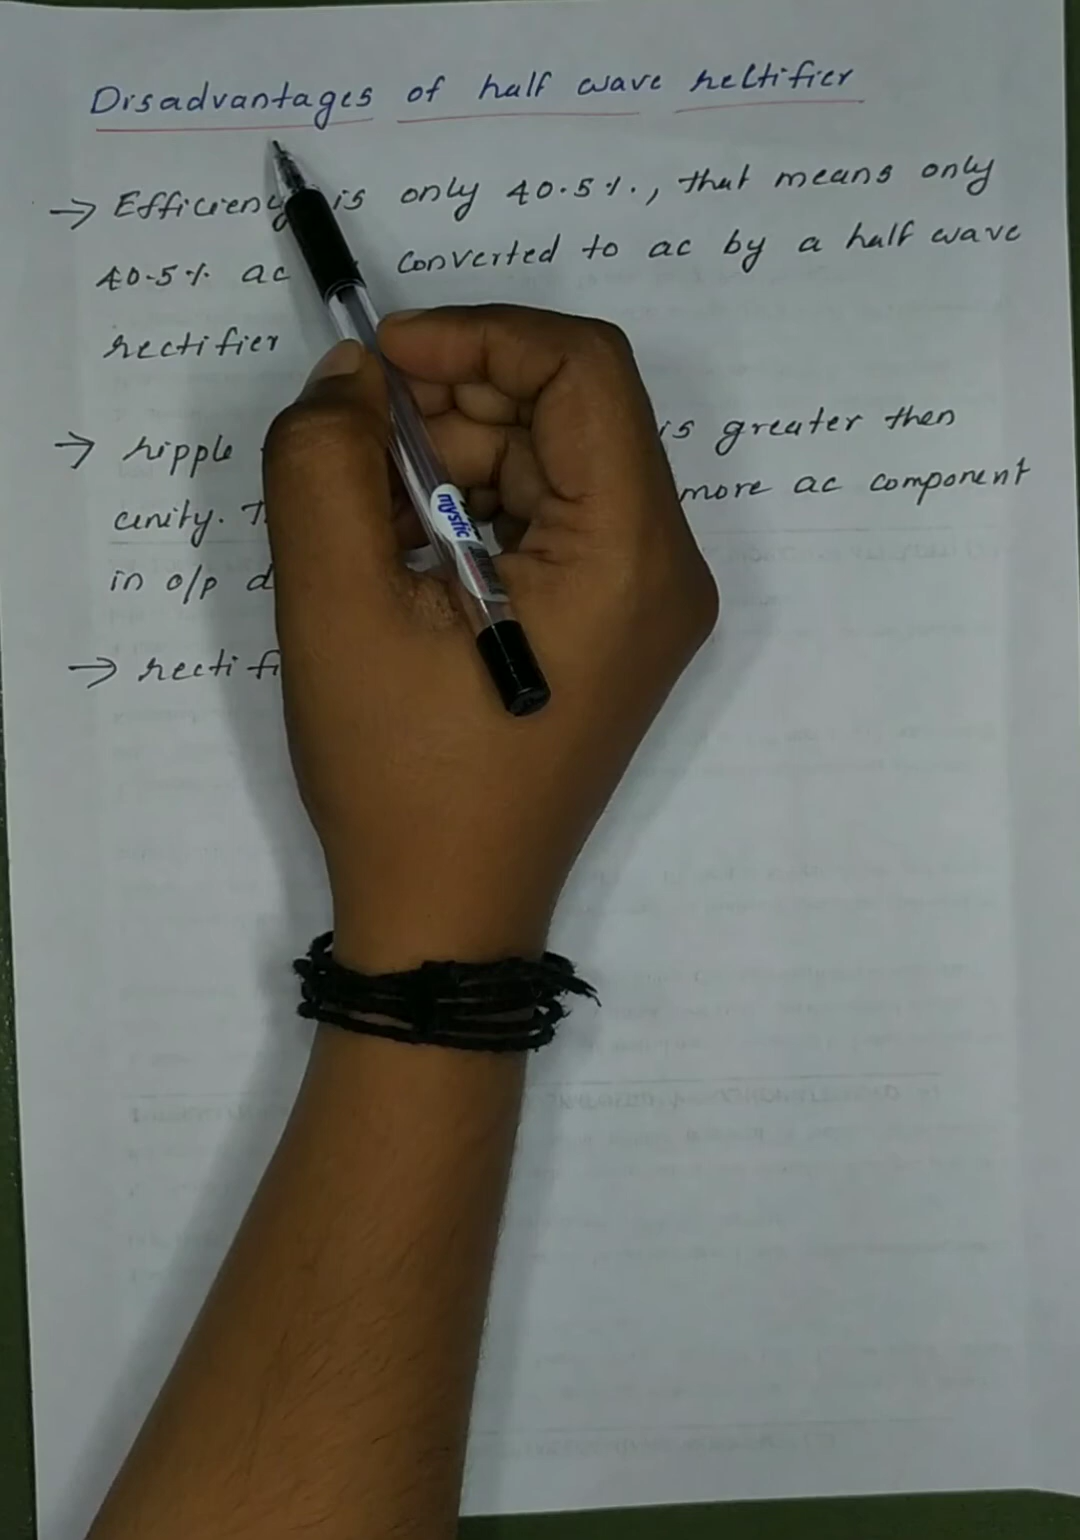 Disadvantages of half wave rectifier
→ Efficiency is only 40.5%., that means only
40.5% ac converted to ac by a half wave
rectifier
→ ripple is greater then
unity. more ac component
in o/p
→
mystic